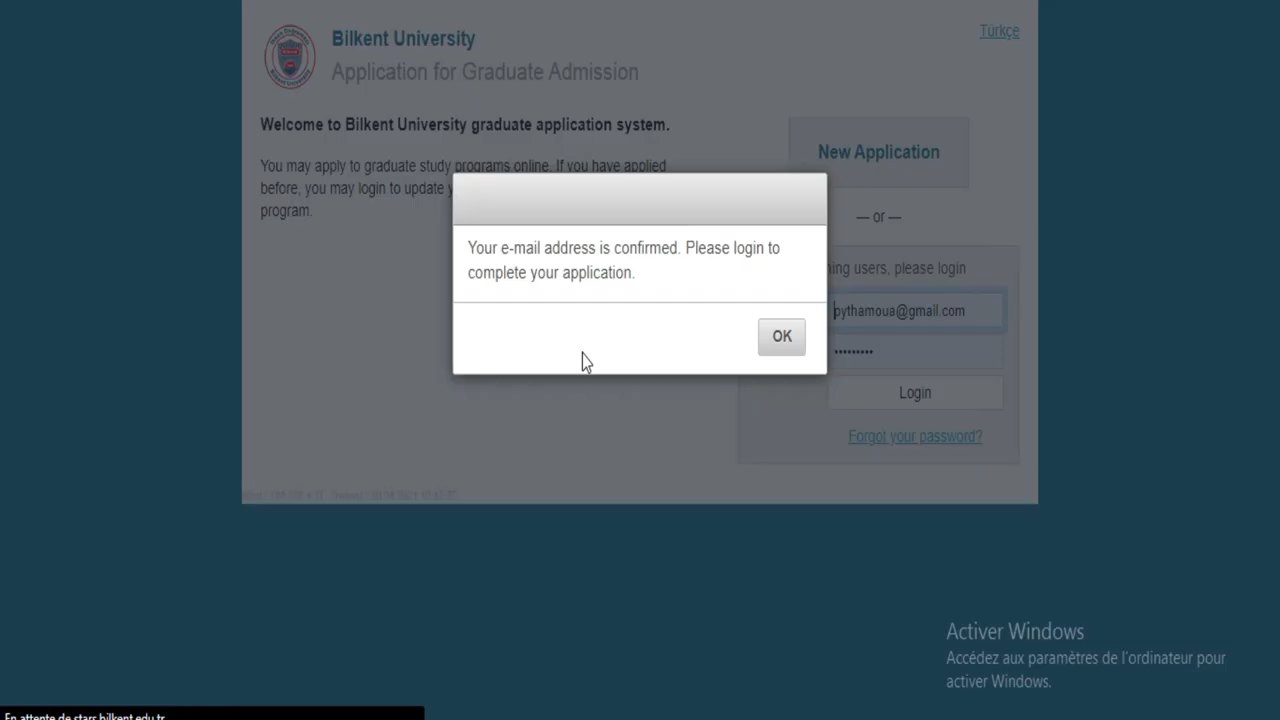 Bilkent University
Application for Graduate Admission
Türkçe
Welcome to Bilkent University graduate application system.
You may apply to graduate study programs online. If you have applied
before, you may login to update
program.
New Application
— or —
please login
pythamoua@gmail.com
•••••••••
Login
Forgot your password?
Your e-mail address is confirmed. Please login to
complete your application.
OK
Activer Windows
Accédez aux paramètres de l'ordinateur pour
activer Windows.
En attente de stars.bilkent.edu.tr